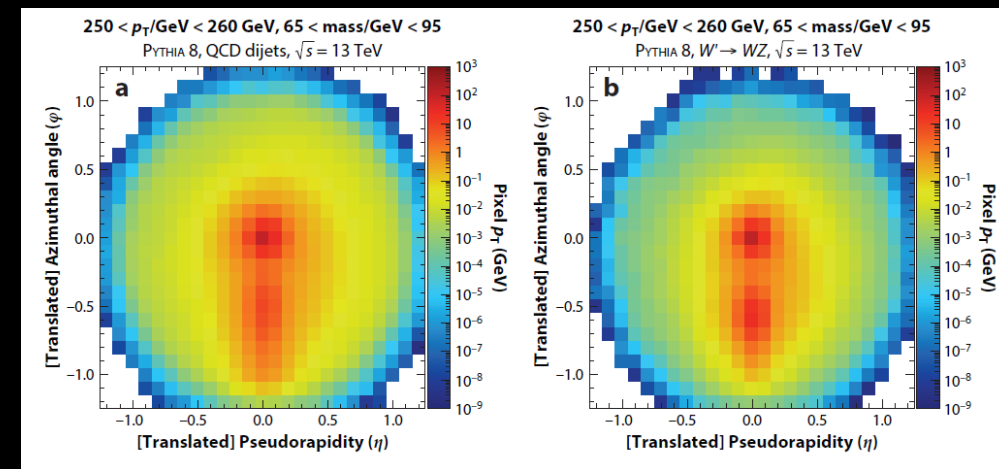 250 < pT/GeV < 260 GeV, 65 < mass/GeV < 95
PYTHIA 8, QCD dijets, √s = 13 TeV
a
[Translated] Azimuthal angle (φ)
1.0
0.5
0.0
−0.5
−1.0
−1.0 −0.5 0.0 0.5 1.0
[Translated] Pseudorapidity (η)
10³
10²
10
1
10⁻¹
10⁻²
10⁻³
10⁻⁴
10⁻⁵
10⁻⁶
10⁻⁷
10⁻⁸
10⁻⁹
Pixel pT (GeV)
250 < pT/GeV < 260 GeV, 65 < mass/GeV < 95
PYTHIA 8, W′→ WZ, √s = 13 TeV
b
[Translated] Azimuthal angle (φ)
1.0
0.5
0.0
−0.5
−1.0
−1.0 −0.5 0.0 0.5 1.0
[Translated] Pseudorapidity (η)
10³
10²
10
1
10⁻¹
10⁻²
10⁻³
10⁻⁴
10⁻⁵
10⁻⁶
10⁻⁷
10⁻⁸
10⁻⁹
Pixel pT (GeV)